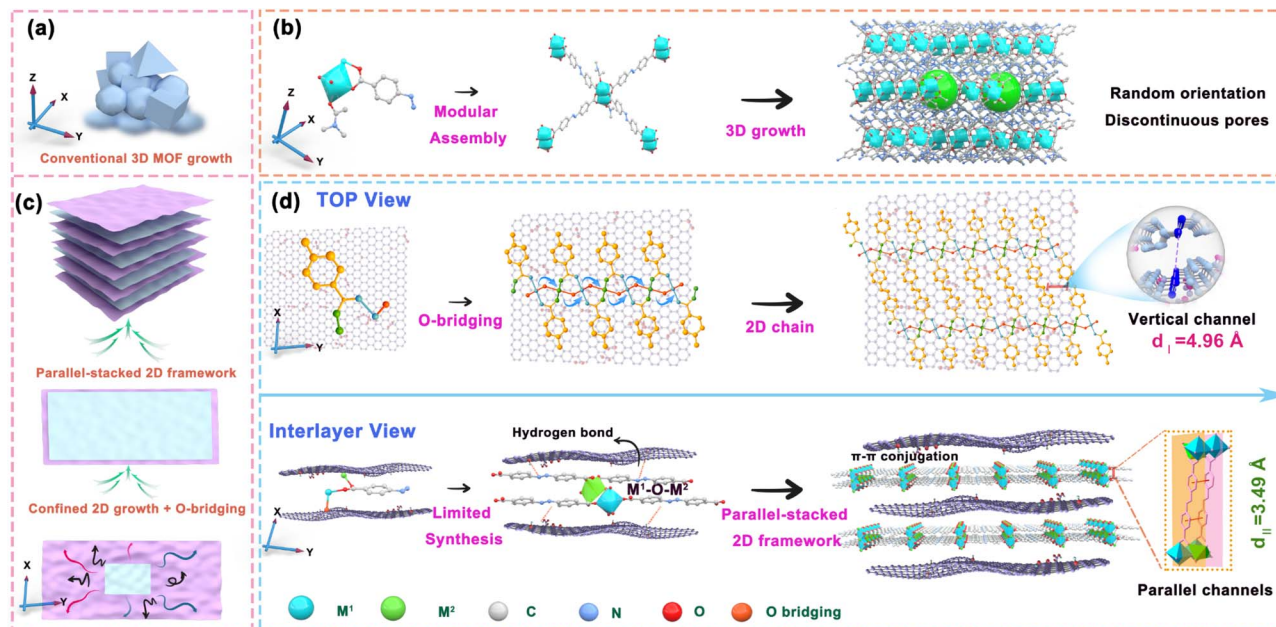 (a)
Z
X
Y
Conventional 3D MOF growth
(b)
Z
X
Y
Modular
Assembly
3D growth
Random orientation
Discontinuous pores
(c)
Parallel-stacked 2D framework
Confined 2D growth + O-bridging
X
Y
(d)
TOP View
X
Y
O-bridging
2D chain
Vertical channel
d I =4.96 Å
Interlayer View
X
Y
Limited
Synthesis
Hydrogen bond
M¹-O-M²
Parallel-stacked
2D framework
π-π conjugation
d II =3.49 Å
Parallel channels
M¹
M²
C
N
O
O bridging